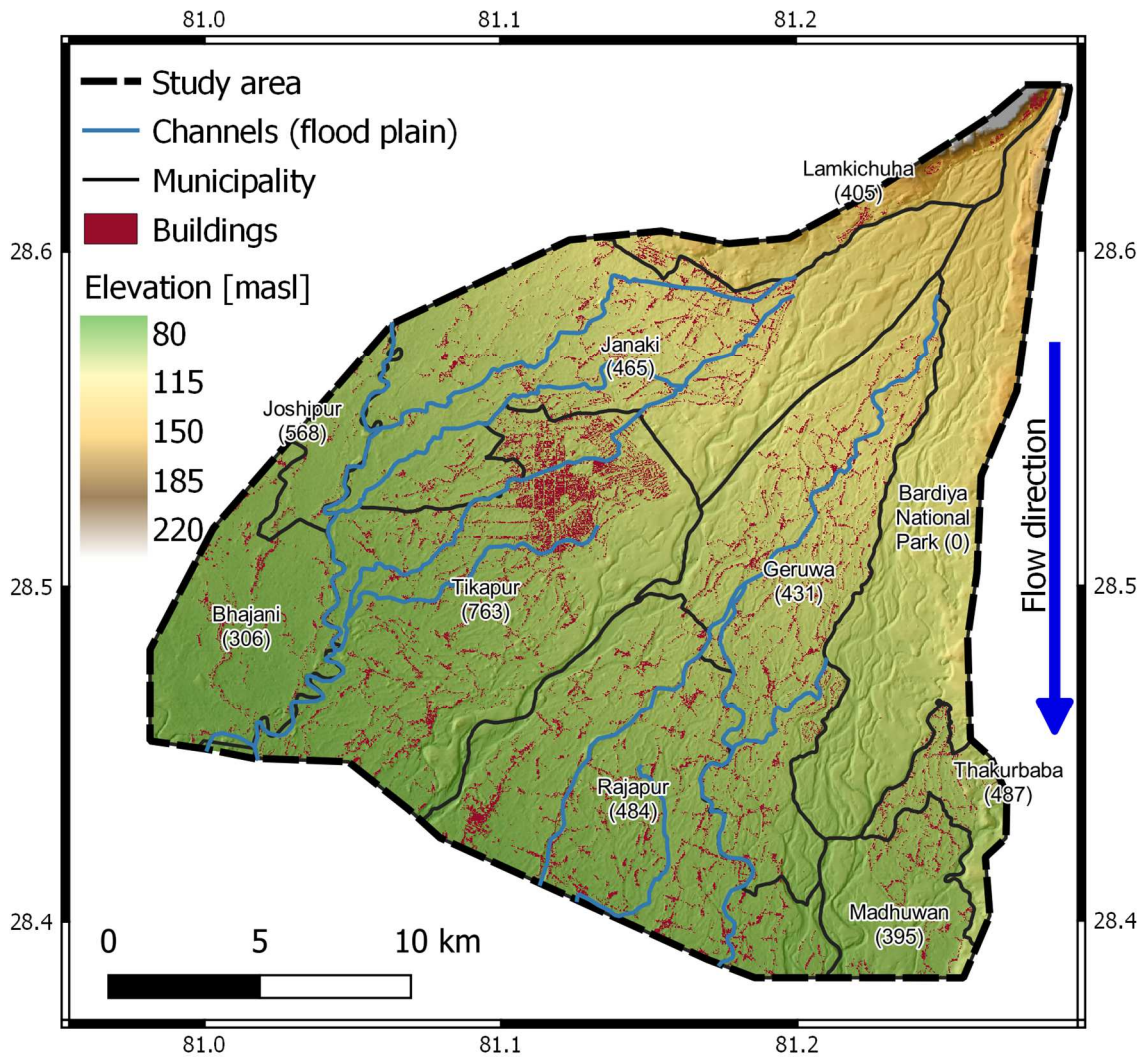 81.0 81.1 81.2
Study area
Channels (flood plain)
Municipality
Buildings
Elevation [masl]
80
115
150
185
220
28.6
28.5
28.4
28.6
28.5
28.4
Lamkichuha
(405)
Janaki
(465)
Joshipur
(568)
Bardiya
National
Park (0)
Flow direction
Geruwa
(431)
Tikapur
(763)
Bhajani
(306)
Thakurbaba
(487)
Rajapur
(484)
Madhuwan
(395)
0 5 10 km
81.0 81.1 81.2